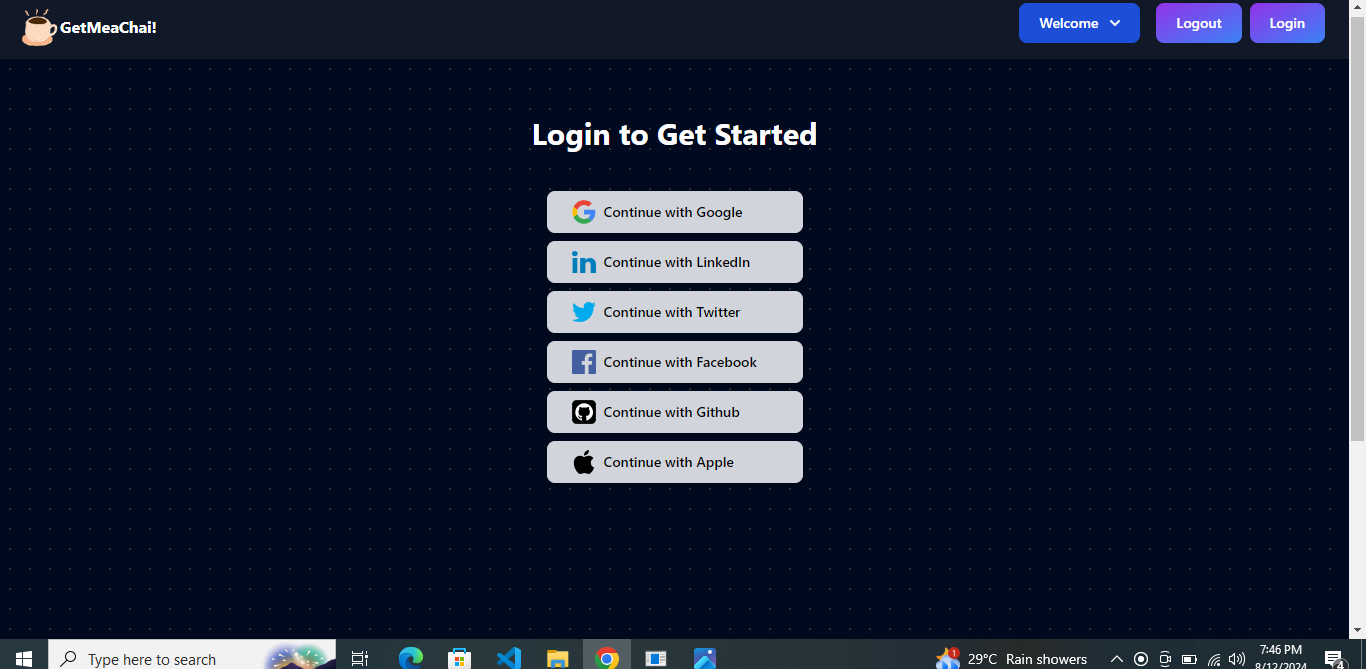 GetMeaChai!
Welcome
Logout
Login
Login to Get Started
Continue with Google
Continue with LinkedIn
Continue with Twitter
Continue with Facebook
Continue with Github
Continue with Apple
Type here to search
1
29°C Rain showers
7:46 PM
8/12/2024
4